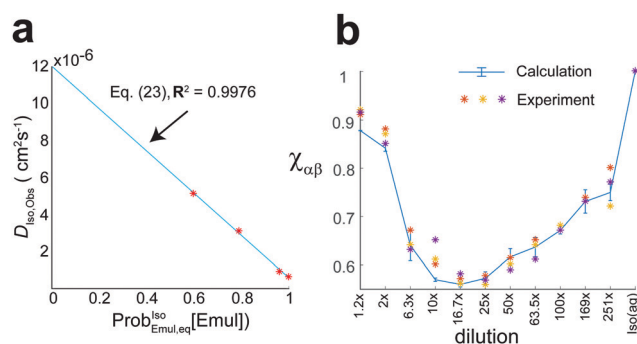 a
12 ×10⁻⁶
10
8
6
4
2
D_Iso,Obs ( cm²s⁻¹)
Eq. (23), R² = 0.9976
0 0.2 0.4 0.6 0.8 1.0
Prob^Iso_Emul,eq[Emul])
b
1
0.9
0.8
0.7
0.6
χαβ
Calculation
Experiment
1.2x 2x 6.3x 10x 16.7x 25x 50x 63.5x 100x 169x 251x Iso(aq)
dilution